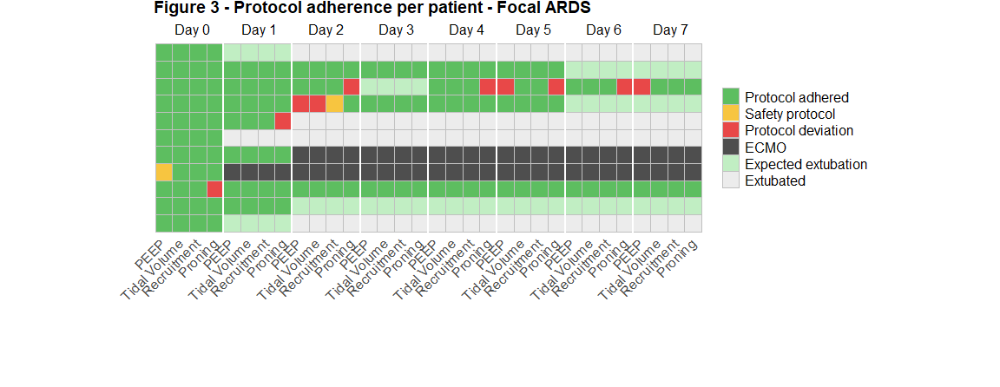 Figure 3 - Protocol adherence per patient - Focal ARDS
Day 0 Day 1 Day 2 Day 3 Day 4 Day 5 Day 6 Day 7
Protocol adhered
Safety protocol
Protocol deviation
ECMO
Expected extubation
Extubated
PEEP
Tidal Volume
Recruitment
Proning
PEEP
Tidal Volume
Recruitment
Proning
PEEP
Tidal Volume
Recruitment
Proning
PEEP
Tidal Volume
Recruitment
Proning
PEEP
Tidal Volume
Recruitment
Proning
PEEP
Tidal Volume
Recruitment
Proning
PEEP
Tidal Volume
Recruitment
Proning
PEEP
Tidal Volume
Recruitment
Proning